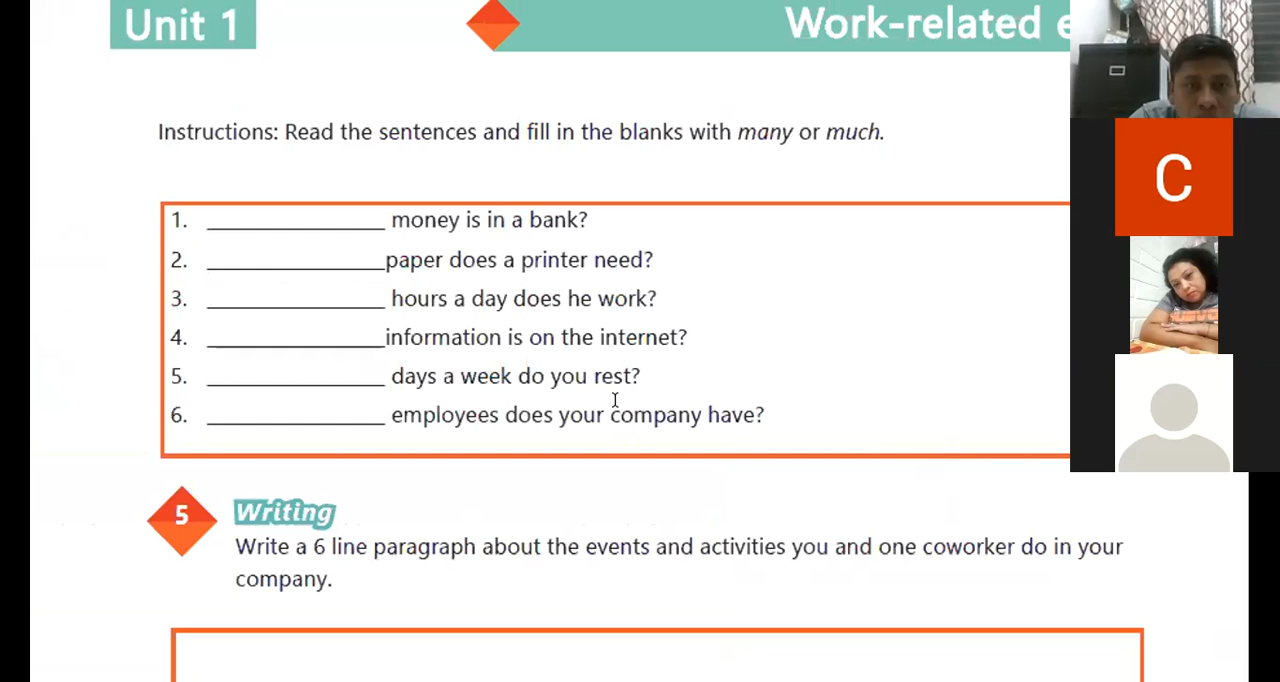 Unit 1
Work-related e
Instructions: Read the sentences and fill in the blanks with many or much.
1. ________________ money is in a bank?
2. ________________paper does a printer need?
3. ________________ hours a day does he work?
4. ________________information is on the internet?
5. ________________ days a week do you rest?
6. ________________ employees does your company have?
5
Writing
Write a 6 line paragraph about the events and activities you and one coworker do in your
company.
C